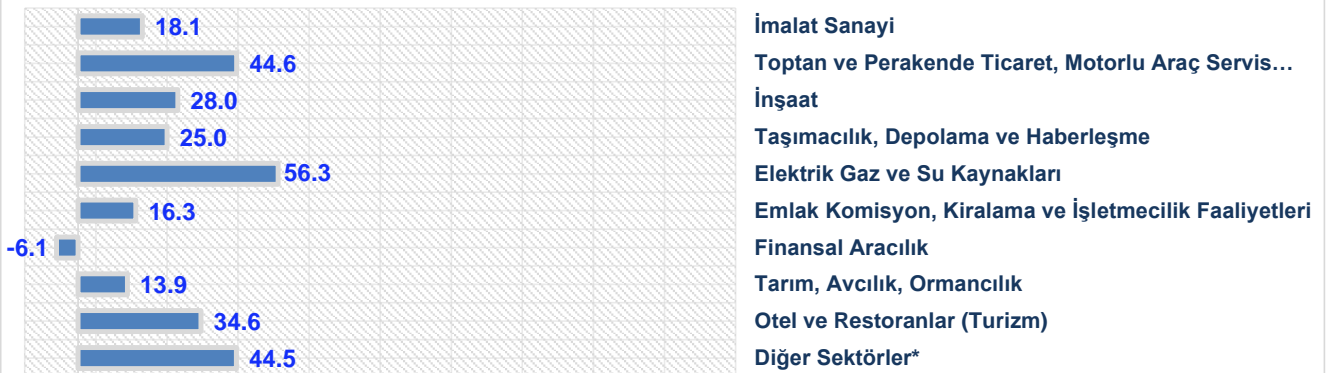 18.1 İmalat Sanayi
44.6 Toptan ve Perakende Ticaret, Motorlu Araç Servis…
28.0 İnşaat
25.0 Taşımacılık, Depolama ve Haberleşme
56.3 Elektrik Gaz ve Su Kaynakları
16.3 Emlak Komisyon, Kiralama ve İşletmecilik Faaliyetleri
-6.1 Finansal Aracılık
13.9 Tarım, Avcılık, Ormancılık
34.6 Otel ve Restoranlar (Turizm)
44.5 Diğer Sektörler*